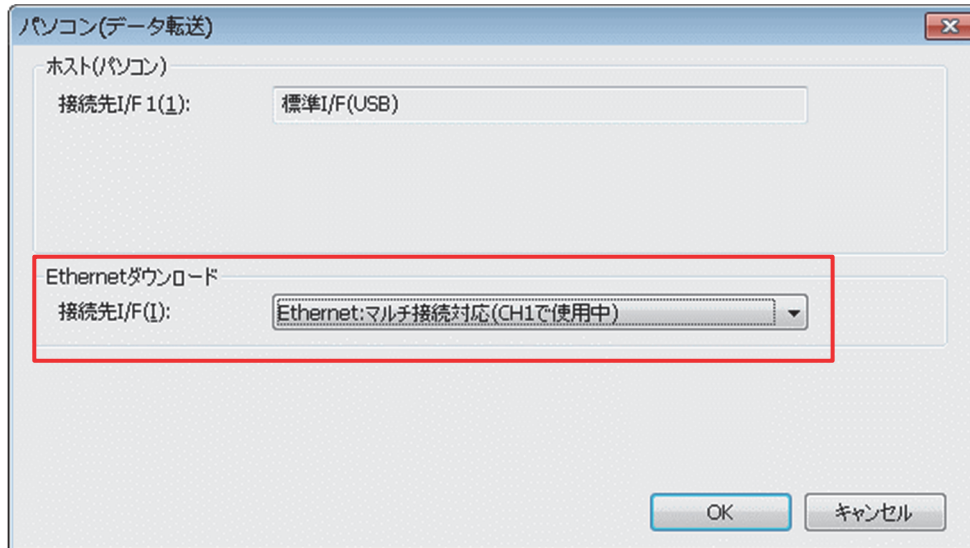 パソコン(データ転送)
ホスト(パソコン)
接続先I/F 1(1): 標準I/F(USB)
Ethernetダウンロード
接続先I/F(I): Ethernet:マルチ接続対応(CH1で使用中)
OK キャンセル